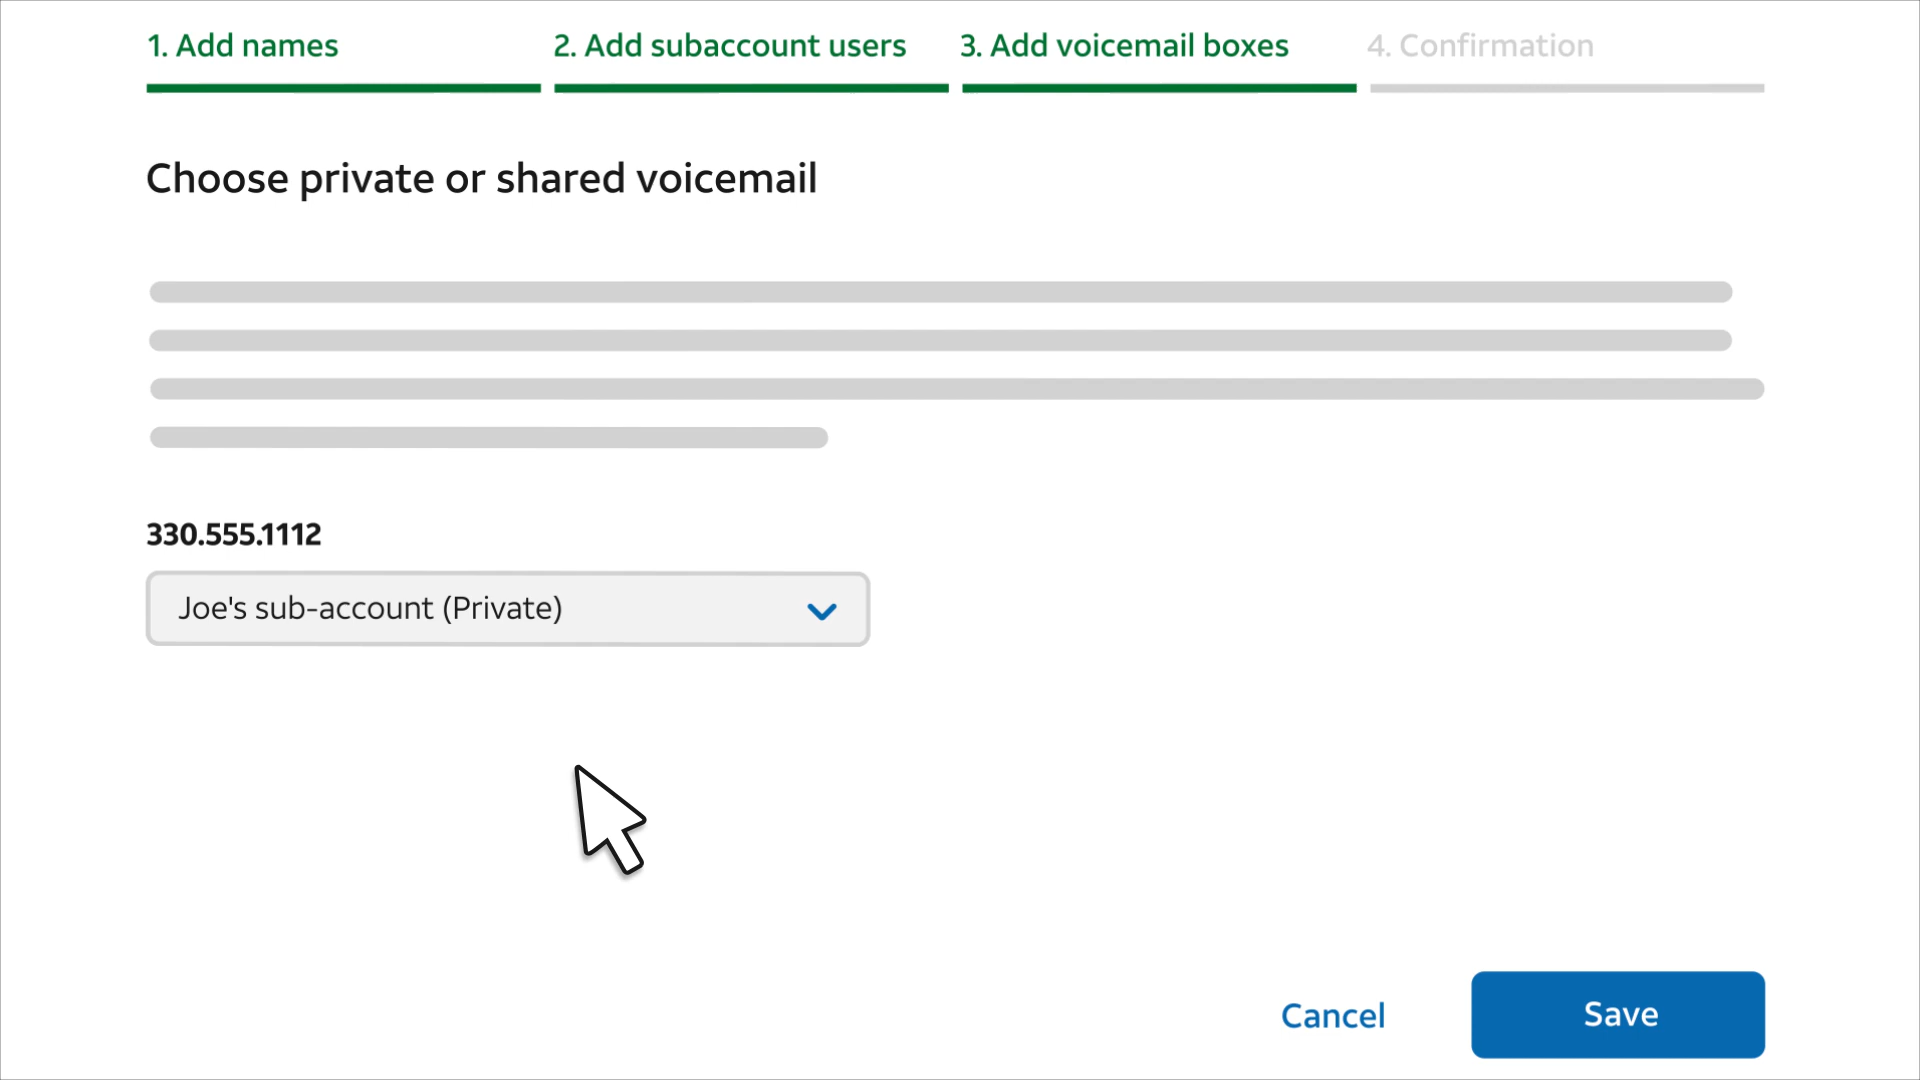 1. Add names
2. Add subaccount users
3. Add voicemail boxes
4. Confirmation
Choose private or shared voicemail
330.555.1112
Joe's sub-account (Private)
Cancel
Save